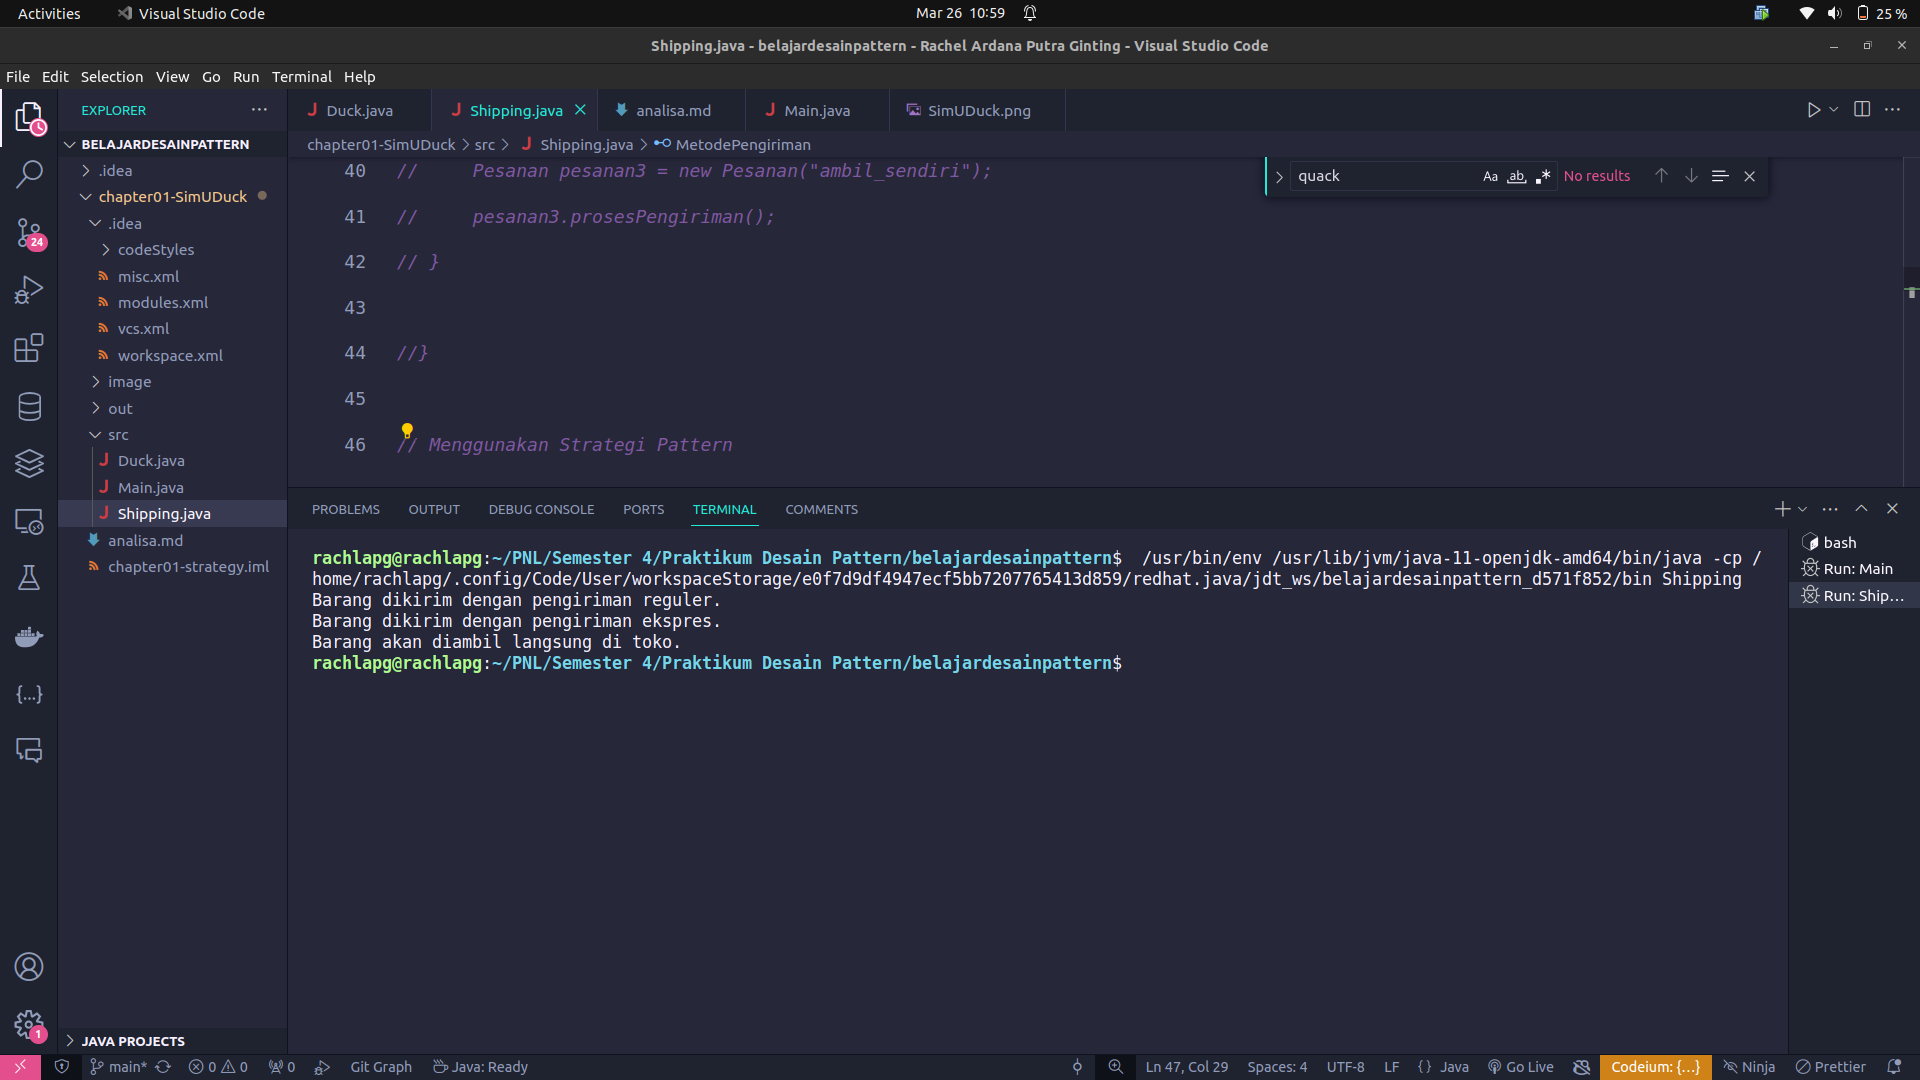 Activities
Visual Studio Code
Mar 26 10:59
25 %
Shipping.java - belajardesainpattern - Rachel Ardana Putra Ginting - Visual Studio Code
File Edit Selection View Go Run Terminal Help
EXPLORER
BELAJARDESAINPATTERN
.idea
chapter01-SimUDuck
.idea
codeStyles
misc.xml
modules.xml
vcs.xml
workspace.xml
image
out
src
Duck.java
Main.java
Shipping.java
analisa.md
chapter01-strategy.iml
JAVA PROJECTS
24
1
Duck.java
Shipping.java
analisa.md
Main.java
SimUDuck.png
chapter01-SimUDuck > src > Shipping.java > MetodePengiriman
quack
Aa ab No results
40 // Pesanan pesanan3 = new Pesanan("ambil_sendiri");
41 // pesanan3.prosesPengiriman();
42 // }
43
44 //}
45
46 // Menggunakan Strategi Pattern
PROBLEMS OUTPUT DEBUG CONSOLE PORTS TERMINAL COMMENTS
rachlapg@rachlapg:~/PNL/Semester 4/Praktikum Desain Pattern/belajardesainpattern$ /usr/bin/env /usr/lib/jvm/java-11-openjdk-amd64/bin/java -cp /
home/rachlapg/.config/Code/User/workspaceStorage/e0f7d9df4947ecf5bb7207765413d859/redhat.java/jdt_ws/belajardesainpattern_d571f852/bin Shipping
Barang dikirim dengan pengiriman reguler.
Barang dikirim dengan pengiriman ekspres.
Barang akan diambil langsung di toko.
rachlapg@rachlapg:~/PNL/Semester 4/Praktikum Desain Pattern/belajardesainpattern$
bash
Run: Main
Run: Ship...
main* 0 0 0 Git Graph Java: Ready
Ln 47, Col 29 Spaces: 4 UTF-8 LF {} Java Go Live Codeium: {...} Ninja Prettier